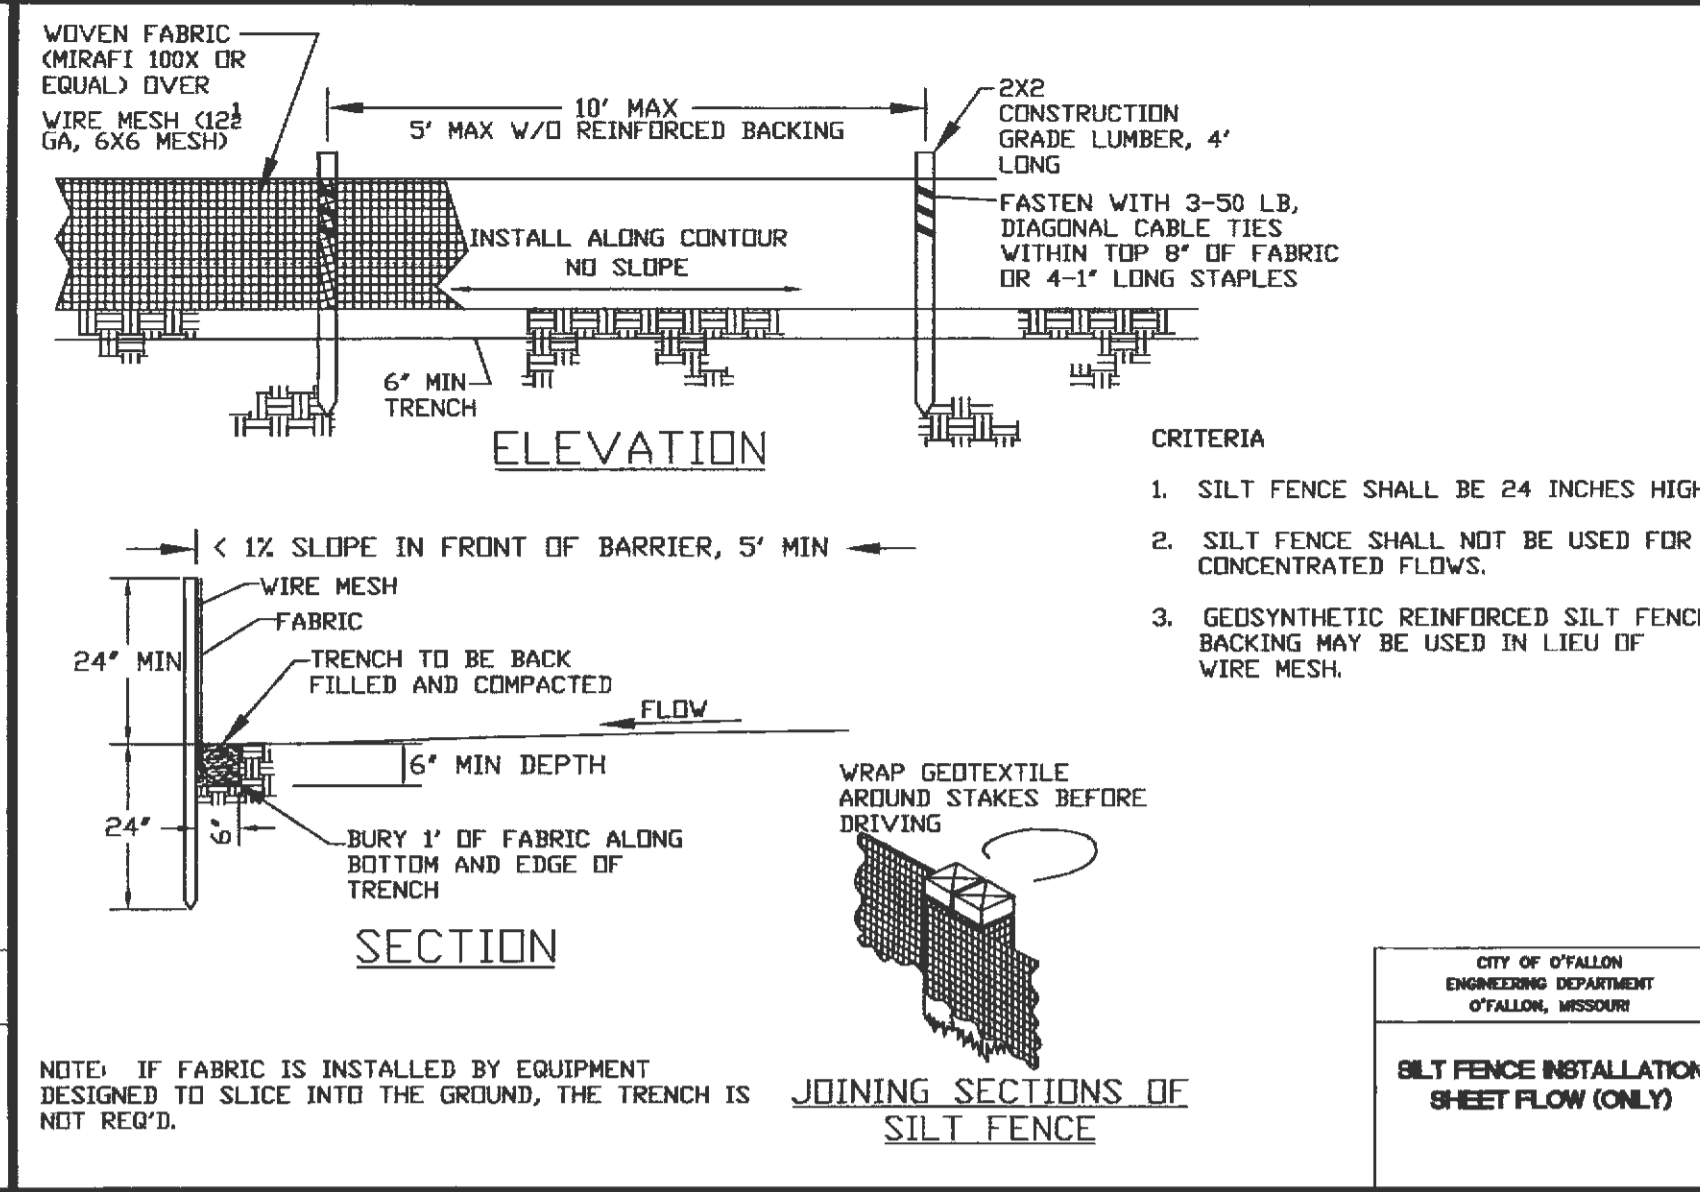 WOVEN FABRIC
(MIRAFI 100X OR
EQUAL) OVER
WIRE MESH (12½
GA, 6X6 MESH)
10' MAX
5' MAX W/O REINFORCED BACKING
2X2
CONSTRUCTION
GRADE LUMBER, 4'
LONG
FASTEN WITH 3-50 LB,
DIAGONAL CABLE TIES
WITHIN TOP 8" OF FABRIC
OR 4-1" LONG STAPLES
INSTALL ALONG CONTOUR
NO SLOPE
6" MIN
TRENCH
ELEVATION
CRITERIA
1. SILT FENCE SHALL BE 24 INCHES HIGH
2. SILT FENCE SHALL NOT BE USED FOR
CONCENTRATED FLOWS.
3. GEOSYNTHETIC REINFORCED SILT FENCE
BACKING MAY BE USED IN LIEU OF
WIRE MESH.
< 1% SLOPE IN FRONT OF BARRIER, 5' MIN
WIRE MESH
FABRIC
24" MIN
TRENCH TO BE BACK
FILLED AND COMPACTED
FLOW
6" MIN DEPTH
24"
6"
BURY 1' OF FABRIC ALONG
BOTTOM AND EDGE OF
TRENCH
SECTION
WRAP GEOTEXTILE
AROUND STAKES BEFORE
DRIVING
JOINING SECTIONS OF
SILT FENCE
NOTE: IF FABRIC IS INSTALLED BY EQUIPMENT
DESIGNED TO SLICE INTO THE GROUND, THE TRENCH IS
NOT REQ'D.
CITY OF O'FALLON
ENGINEERING DEPARTMENT
O'FALLON, MISSOURI
SILT FENCE INSTALLATION
SHEET FLOW (ONLY)